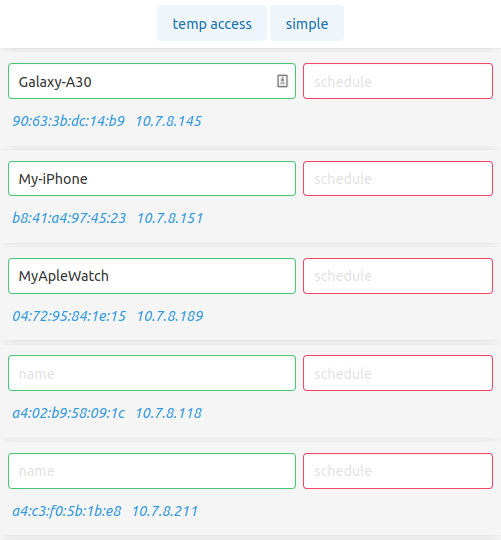 temp access simple
Galaxy-A30 schedule
90:63:3b:dc:14:b9 10.7.8.145
My-iPhone schedule
b8:41:a4:97:45:23 10.7.8.151
MyApleWatch schedule
04:72:95:84:1e:15 10.7.8.189
name schedule
a4:02:b9:58:09:1c 10.7.8.118
name schedule
a4:c3:f0:5b:1b:e8 10.7.8.211